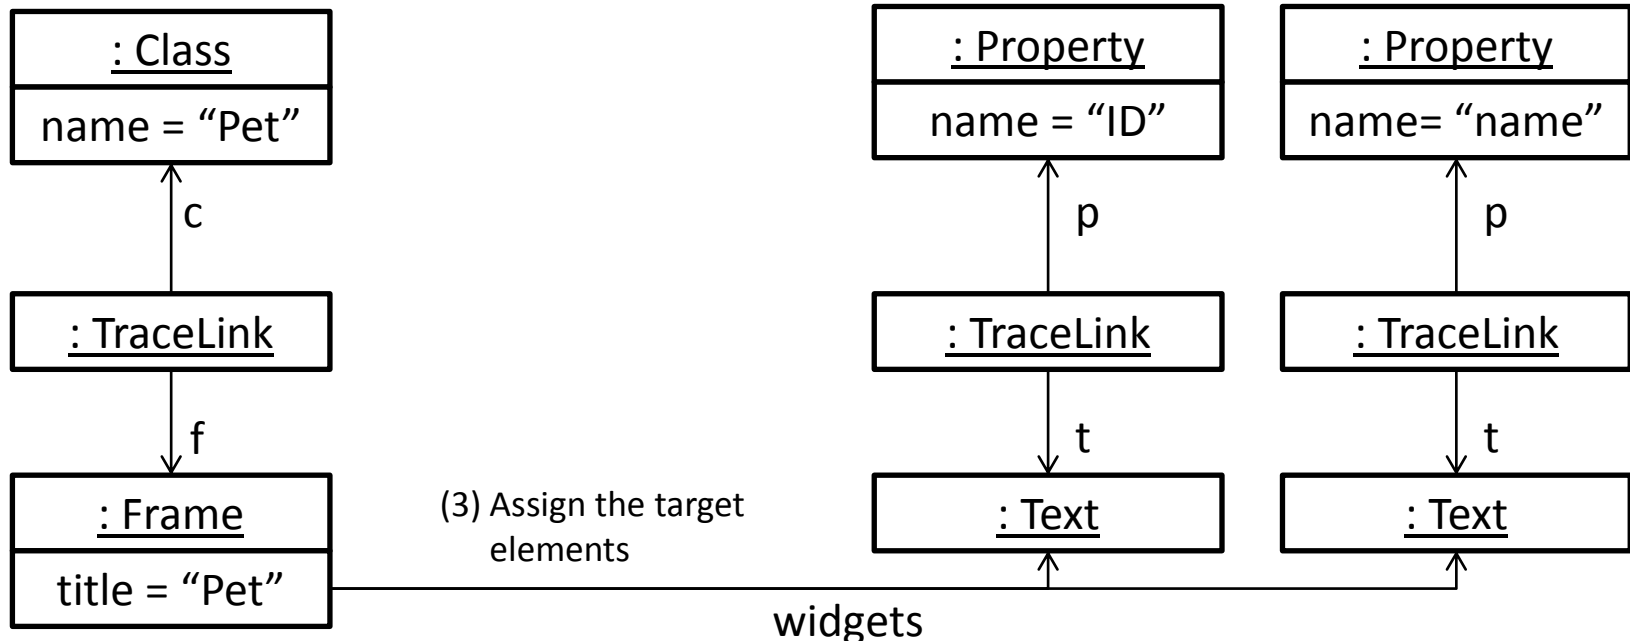 : Class
name = “Pet”
: Property
name = “ID”
: Property
name= “name”
c
p
p
: TraceLink
: TraceLink
: TraceLink
f
t
t
: Frame
title = “Pet”
(3) Assign the target
elements
: Text
: Text
widgets